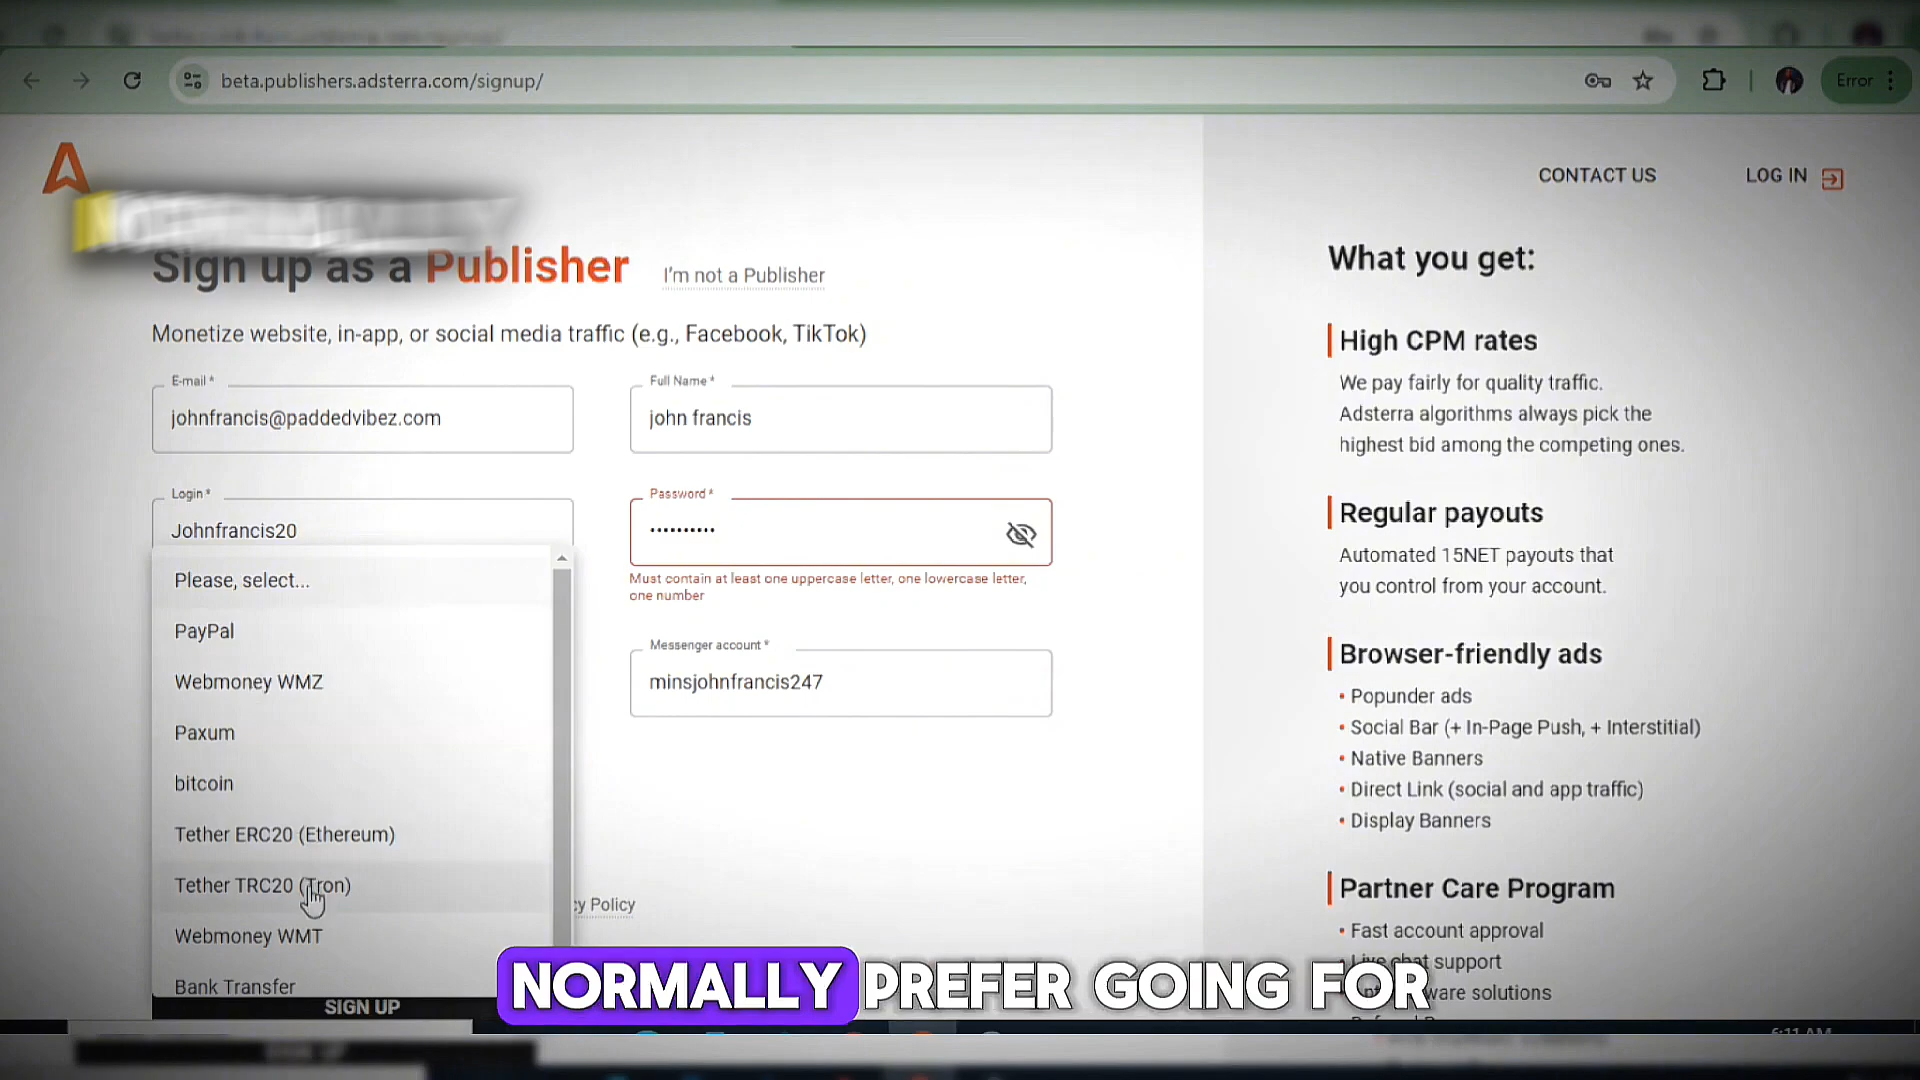 beta.publishers.adsterra.com/signup/
Error
CONTACT US
LOG IN
Sign up as a Publisher
I'm not a Publisher
Monetize website, in-app, or social media traffic (e.g., Facebook, TikTok)
E-mail *
johnfrancis@paddedvibez.com
Full Name *
john francis
Login *
Johnfrancis20
Password *
Must contain at least one uppercase letter, one lowercase letter,
one number
Please, select...
PayPal
Webmoney WMZ
Paxum
bitcoin
Tether ERC20 (Ethereum)
Tether TRC20 (Tron)
Webmoney WMT
Bank Transfer
Messenger account *
minsjohnfrancis247
Policy
SIGN UP
What you get:
High CPM rates
We pay fairly for quality traffic.
Adsterra algorithms always pick the
highest bid among the competing ones.
Regular payouts
Automated 15NET payouts that
you control from your account.
Browser-friendly ads
• Popunder ads
• Social Bar (+ In-Page Push, + Interstitial)
• Native Banners
• Direct Link (social and app traffic)
• Display Banners
Partner Care Program
• Fast account approval
chat support
solutions
NORMALLY PREFER GOING FOR